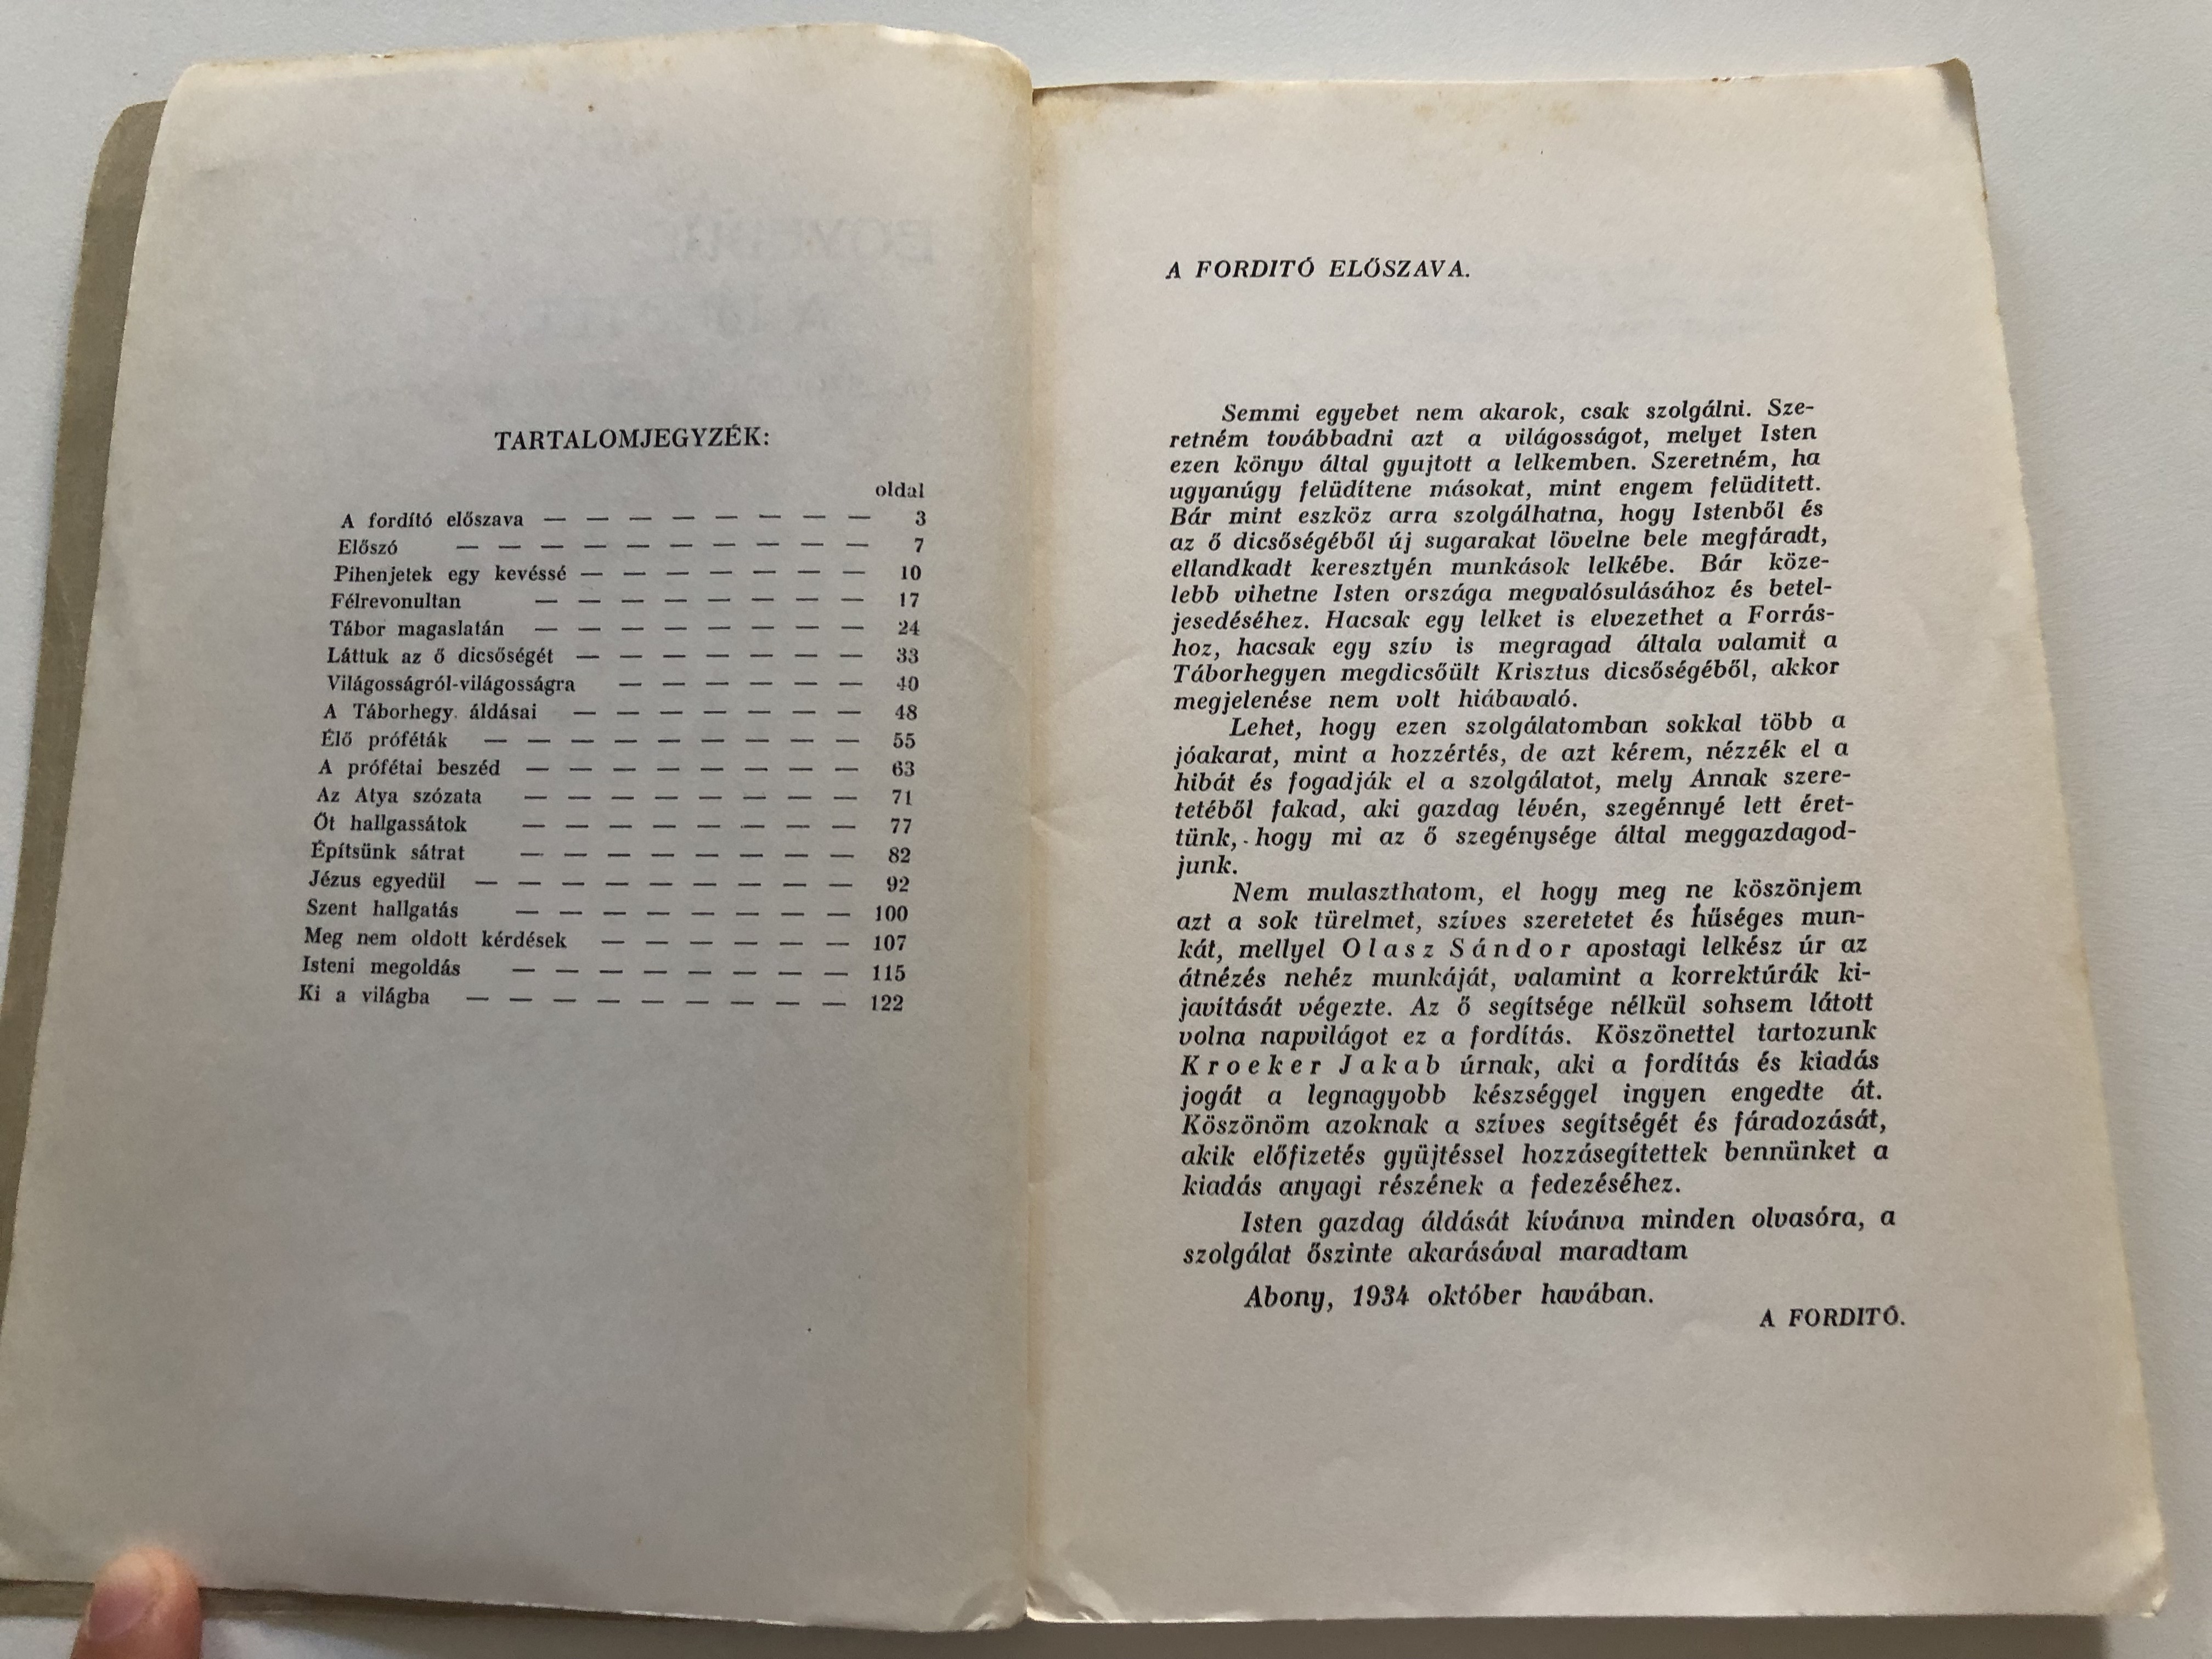 TARTALOMJEGYZÉK:
oldal
A fordító előszava — — — — — — — — 3
Előszó — — — — — — — — — — 7
Pihenjetek egy kevéssé — — — — — — — 10
Félrevonultan — — — — — — — — 17
Tábor magaslatán — — — — — — — — 24
Láttuk az ő dicsőségét — — — — — — — 33
Világosságról-világosságra — — — — — — 40
A Táborhegy áldásai — — — — — — — 48
Élő próféták — — — — — — — — — 55
A prófétai beszéd — — — — — — — — 63
Az Atya szózata — — — — — — — — 71
Őt hallgassátok — — — — — — — — 77
Építsünk sátrat — — — — — — — — 82
Jézus egyedül — — — — — — — — — 92
Szent hallgatás — — — — — — — — 100
Meg nem oldott kérdések — — — — — — 107
Isteni megoldás — — — — — — — — 115
Ki a világba — — — — — — — — — 122
A FORDITÓ ELŐSZAVA.
Semmi egyebet nem akarok, csak szolgálni. Sze-
retném továbbadni azt a világosságot, melyet Isten
ezen könyv által gyujtott a lelkemben. Szeretném, ha
ugyanúgy felüdítene másokat, mint engem felüdített.
Bár mint eszköz arra szolgálhatna, hogy Istenből és
az ő dicsőségéből új sugarakat lövelne bele megfáradt,
ellandkadt keresztyén munkások lelkébe. Bár köze-
lebb vihetne Isten országa megvalósulásához és betel-
jesedéséhez. Hacsak egy lelket is elvezethet a Forrás-
hoz, hacsak egy szív is megragad általa valamit a
Táborhegyen megdicsőült Krisztus dicsőségéből, akkor
megjelenése nem volt hiábavaló.
Lehet, hogy ezen szolgálatomban sokkal több a
jóakarat, mint a hozzértés, de azt kérem, nézzék el a
hibát és fogadják el a szolgálatot, mely Annak szere-
tetéből fakad, aki gazdag lévén, szegénnyé lett éret-
tünk, hogy mi az ő szegénysége által meggazdagod-
junk.
Nem mulaszthatom, el hogy meg ne köszönjem
azt a sok türelmet, szíves szeretetet és hűséges mun-
kát, mellyel Olasz Sándor apostagi lelkész úr az
átnézés nehéz munkáját, valamint a korrektúrák ki-
javítását végezte. Az ő segítsége nélkül sohsem látott
volna napvilágot ez a fordítás. Köszönettel tartozunk
Kroeker Jakab úrnak, aki a fordítás és kiadás
jogát a legnagyobb készséggel ingyen engedte át.
Köszönöm azoknak a szíves segítségét és fáradozását,
akik előfizetés gyüjtéssel hozzásegítettek bennünket a
kiadás anyagi részének a fedezéséhez.
Isten gazdag áldását kívánva minden olvasóra, a
szolgálat őszinte akarásával maradtam
Abony, 1934 október havában.
A FORDITÓ.